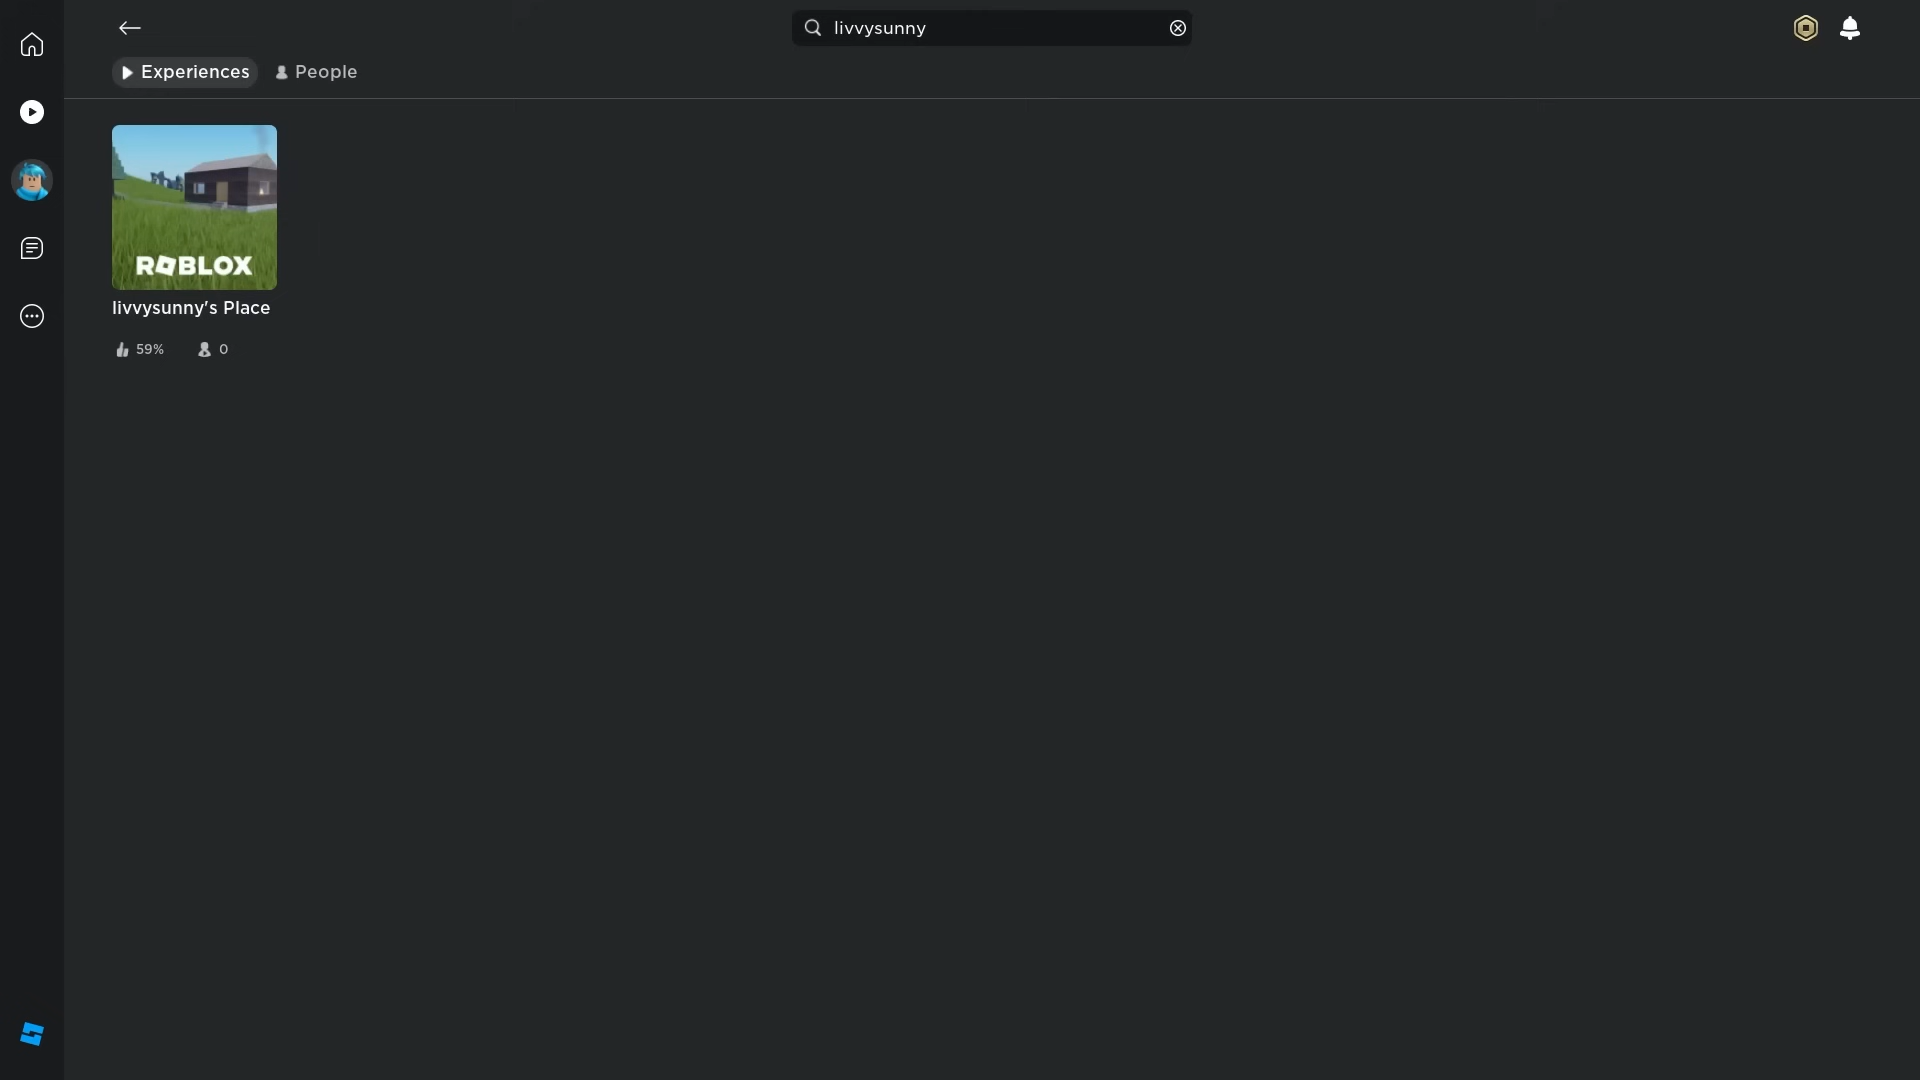 livvysunny
Experiences
People
ROBLOX
livvysunny's Place
59%
0